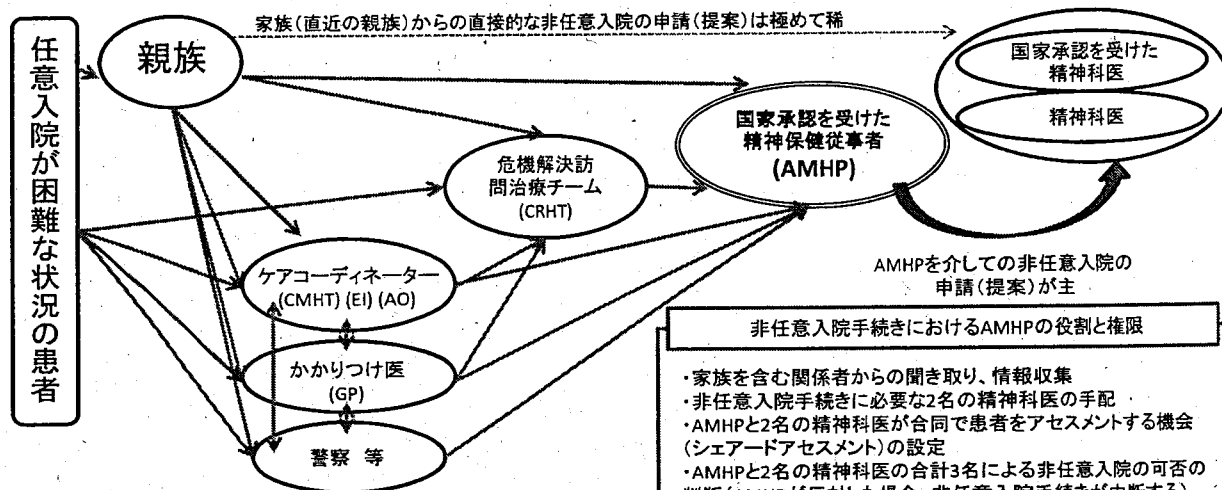 家族(直近の親族)からの直接的な非任意入院の申請(提案)は極めて稀
任意入院が困難な状況の患者
親族
国家承認を受けた
精神科医
精神科医
国家承認を受けた
精神保健従事者
(AMHP)
危機解決訪
問治療チーム
(CRHT)
ケアコーディネーター
(CMHT) (EI) (AO)
かかりつけ医
(GP)
警察 等
AMHPを介しての非任意入院の
申請(提案)が主
非任意入院手続きにおけるAMHPの役割と権限
・家族を含む関係者からの聞き取り、情報収集
・非任意入院手続きに必要な2名の精神科医の手配
・AMHPと2名の精神科医が合同で患者をアセスメントする機会
(シェアードアセスメント)の設定
・AMHPと2名の精神科医の合計3名による非任意入院の可否の